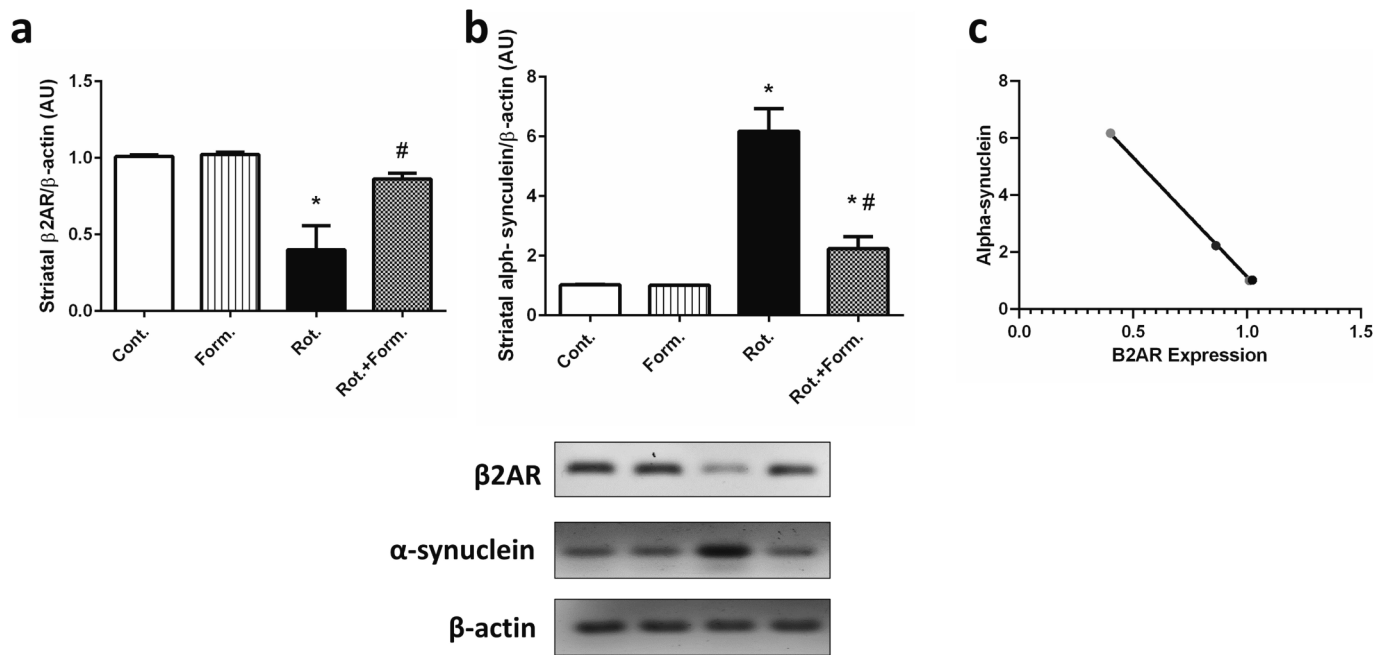 a
Striatal β2AR/β-actin (AU)
1.5
1.0
0.5
0.0
*
#
Cont.
Form.
Rot.
Rot.+Form.
b
Striatal alph- synculein/β-actin (AU)
8
6
4
2
0
*
* #
Cont.
Form.
Rot.
Rot.+Form.
c
Alpha-synuclein
8
6
4
2
0
0.0 0.5 1.0 1.5
B2AR Expression
β2AR
α-synuclein
β-actin